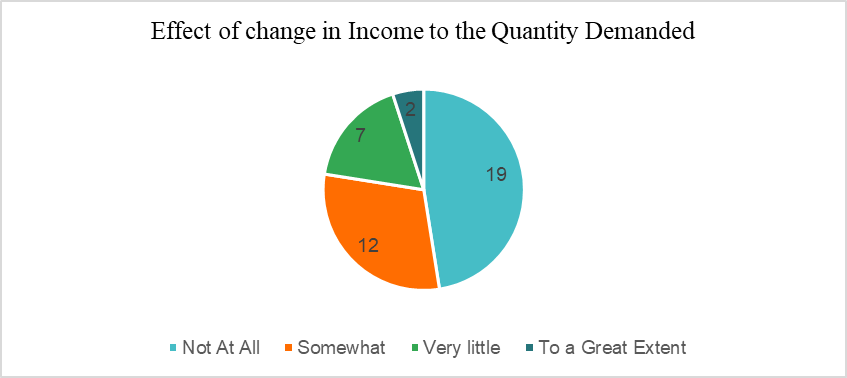 Effect of change in Income to the Quantity Demanded
2
7
19
12
Not At All Somewhat Very little To a Great Extent